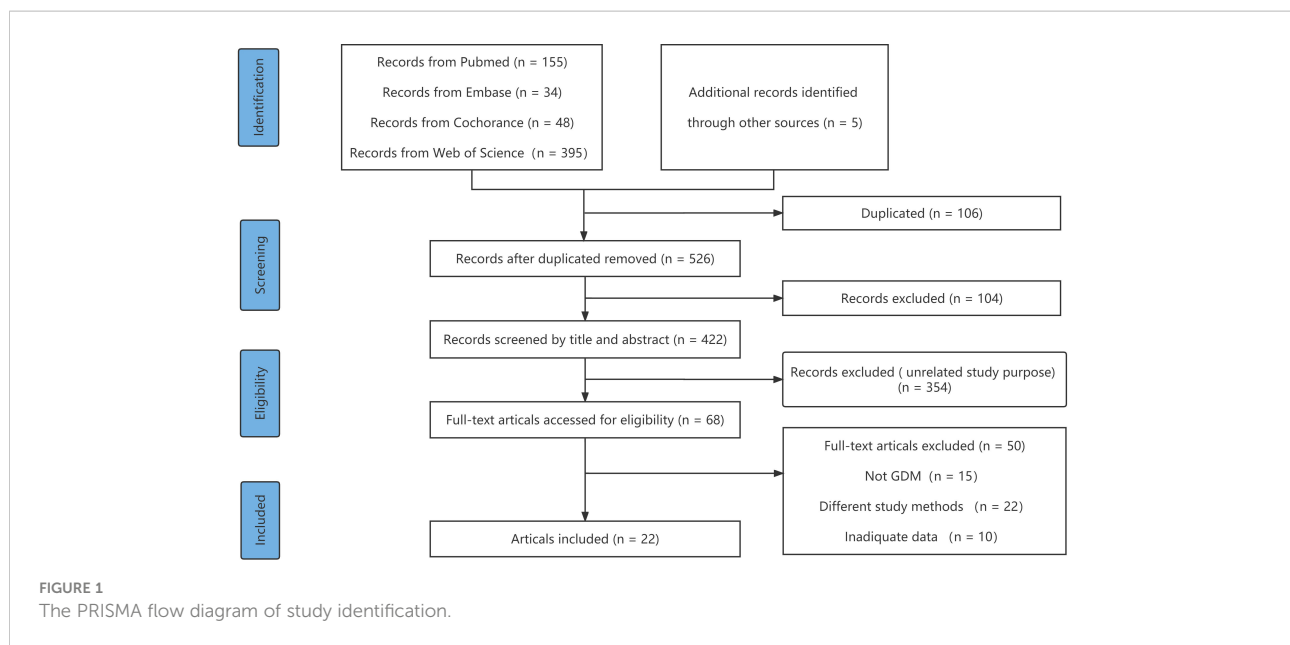 Identification
Records from Pubmed (n = 155)
Records from Embase (n = 34)
Records from Cochorance (n = 48)
Records from Web of Science (n = 395)
Additional records identified
through other sources (n = 5)
Duplicated (n = 106)
Screening
Records after duplicated removed (n = 526)
Records excluded (n = 104)
Records screened by title and abstract (n = 422)
Eligibility
Records excluded ( unrelated study purpose)
(n = 354)
Full-text articals accessed for eligibility (n = 68)
Full-text articals excluded (n = 50)
Not GDM (n = 15)
Different study methods (n = 22)
Inadiquate data (n = 10)
Included
Articals included (n = 22)
FIGURE 1
The PRISMA flow diagram of study identification.